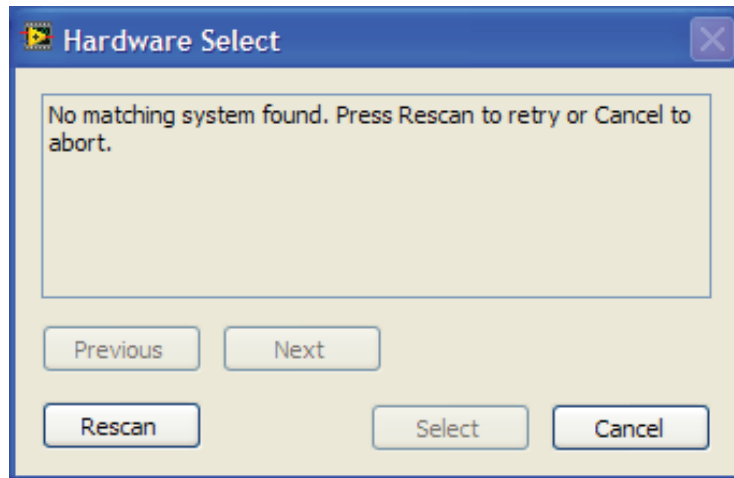 Hardware Select
No matching system found. Press Rescan to retry or Cancel to
abort.
Previous
Next
Rescan
Select
Cancel